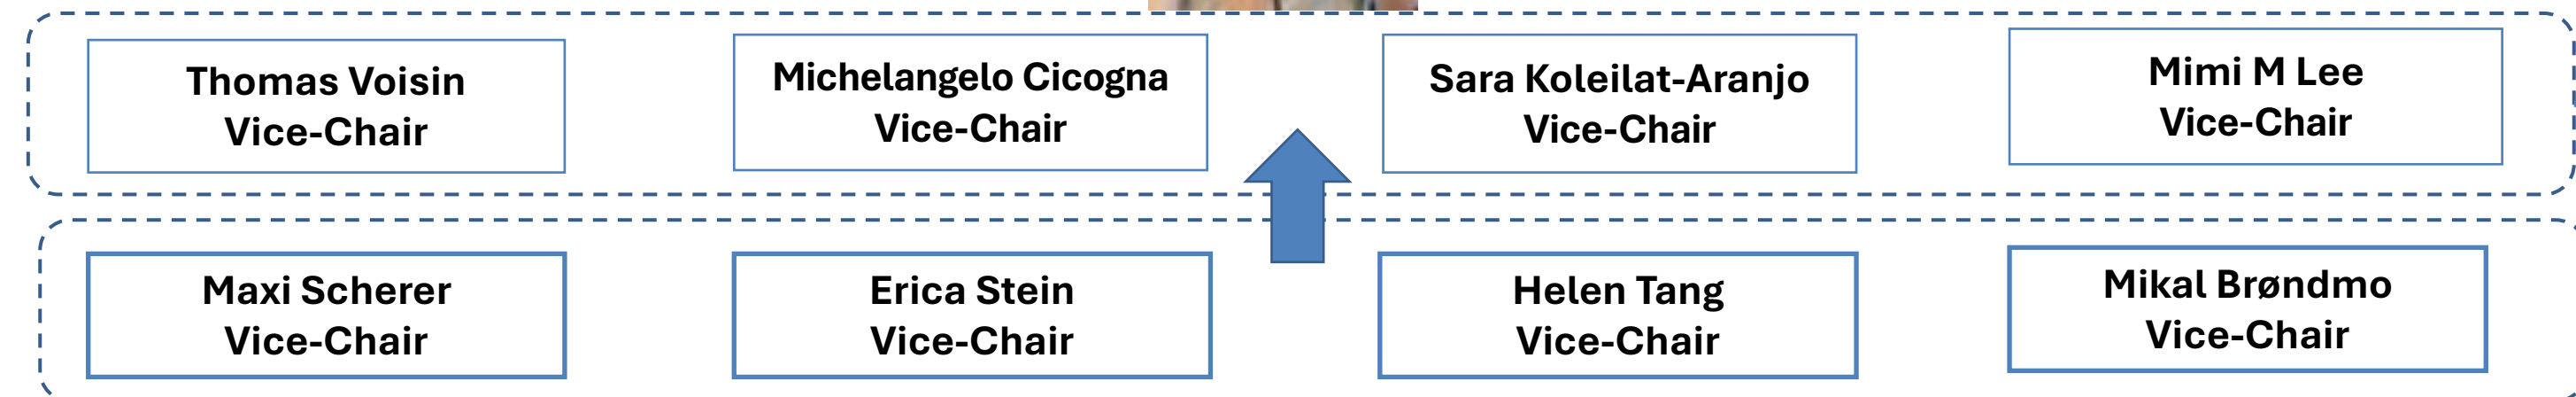 Thomas Voisin
Vice-Chair
Michelangelo Cicogna
Vice-Chair
Sara Koleilat-Aranjo
Vice-Chair
Mimi M Lee
Vice-Chair
Maxi Scherer
Vice-Chair
Erica Stein
Vice-Chair
Helen Tang
Vice-Chair
Mikal Brøndmo
Vice-Chair